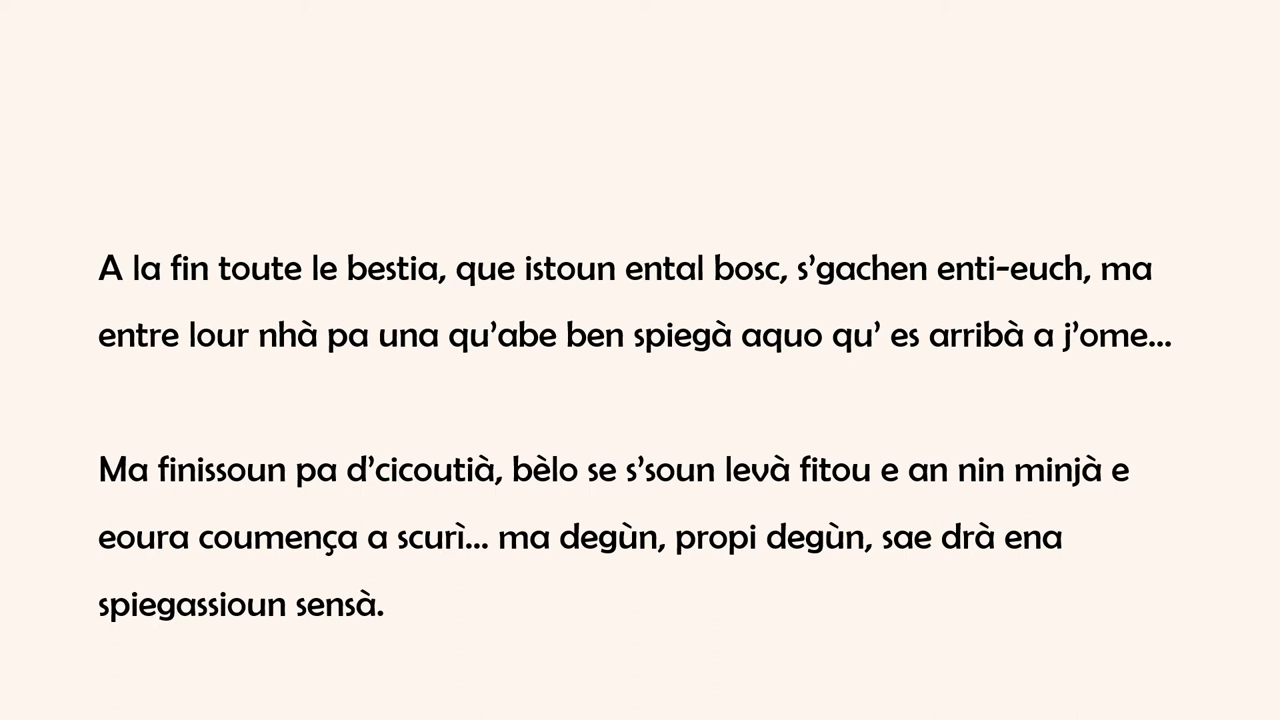 A la fin toute le bestia, que istoun ental bosc, s’gachen enti-euch, ma
entre lour nhà pa una qu’abe ben spiegà aquo qu’ es arribà a j’ome...
Ma finissoun pa d’cicoutià, bèlo se s’soun levà fitou e an nin minjà e
eoura coumença a scurì... ma degùn, propi degùn, sae drà ena
spiegassioun sensà.